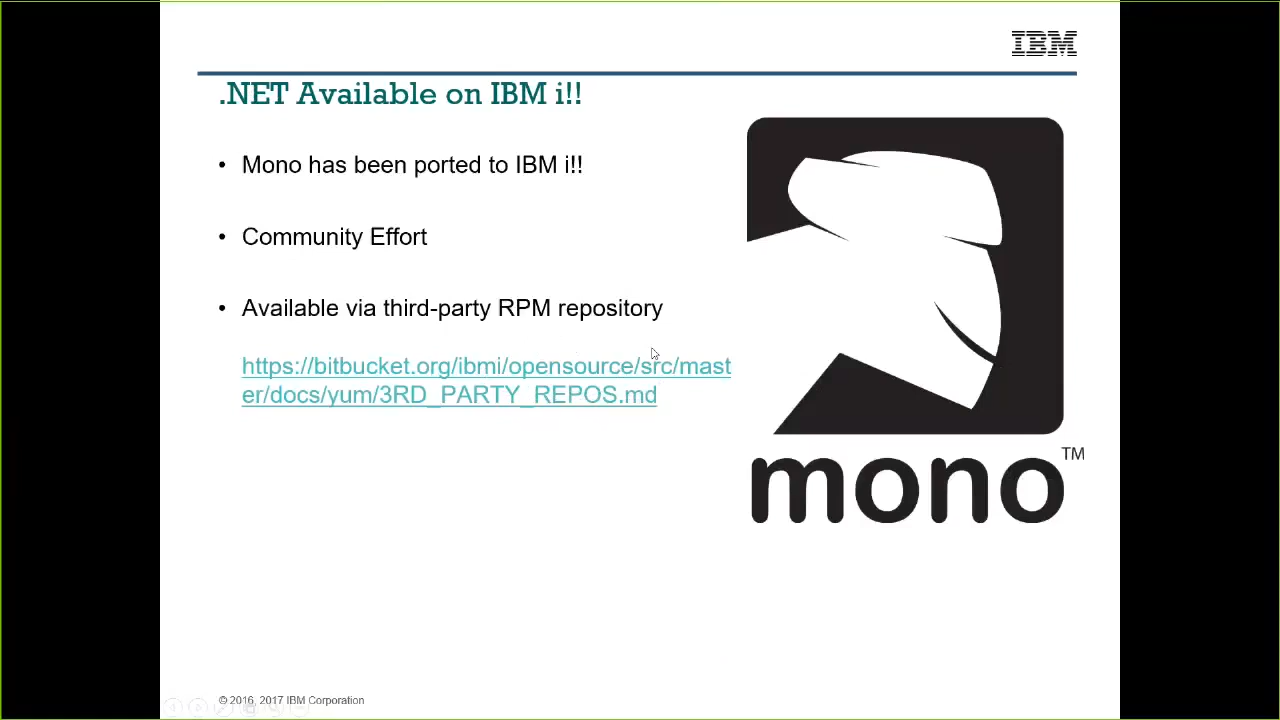 IBM
.NET Available on IBM i!!
• Mono has been ported to IBM i!!
• Community Effort
• Available via third-party RPM repository
https://bitbucket.org/ibmi/opensource/src/mast
er/docs/yum/3RD_PARTY_REPOS.md
mono™
© 2016, 2017 IBM Corporation